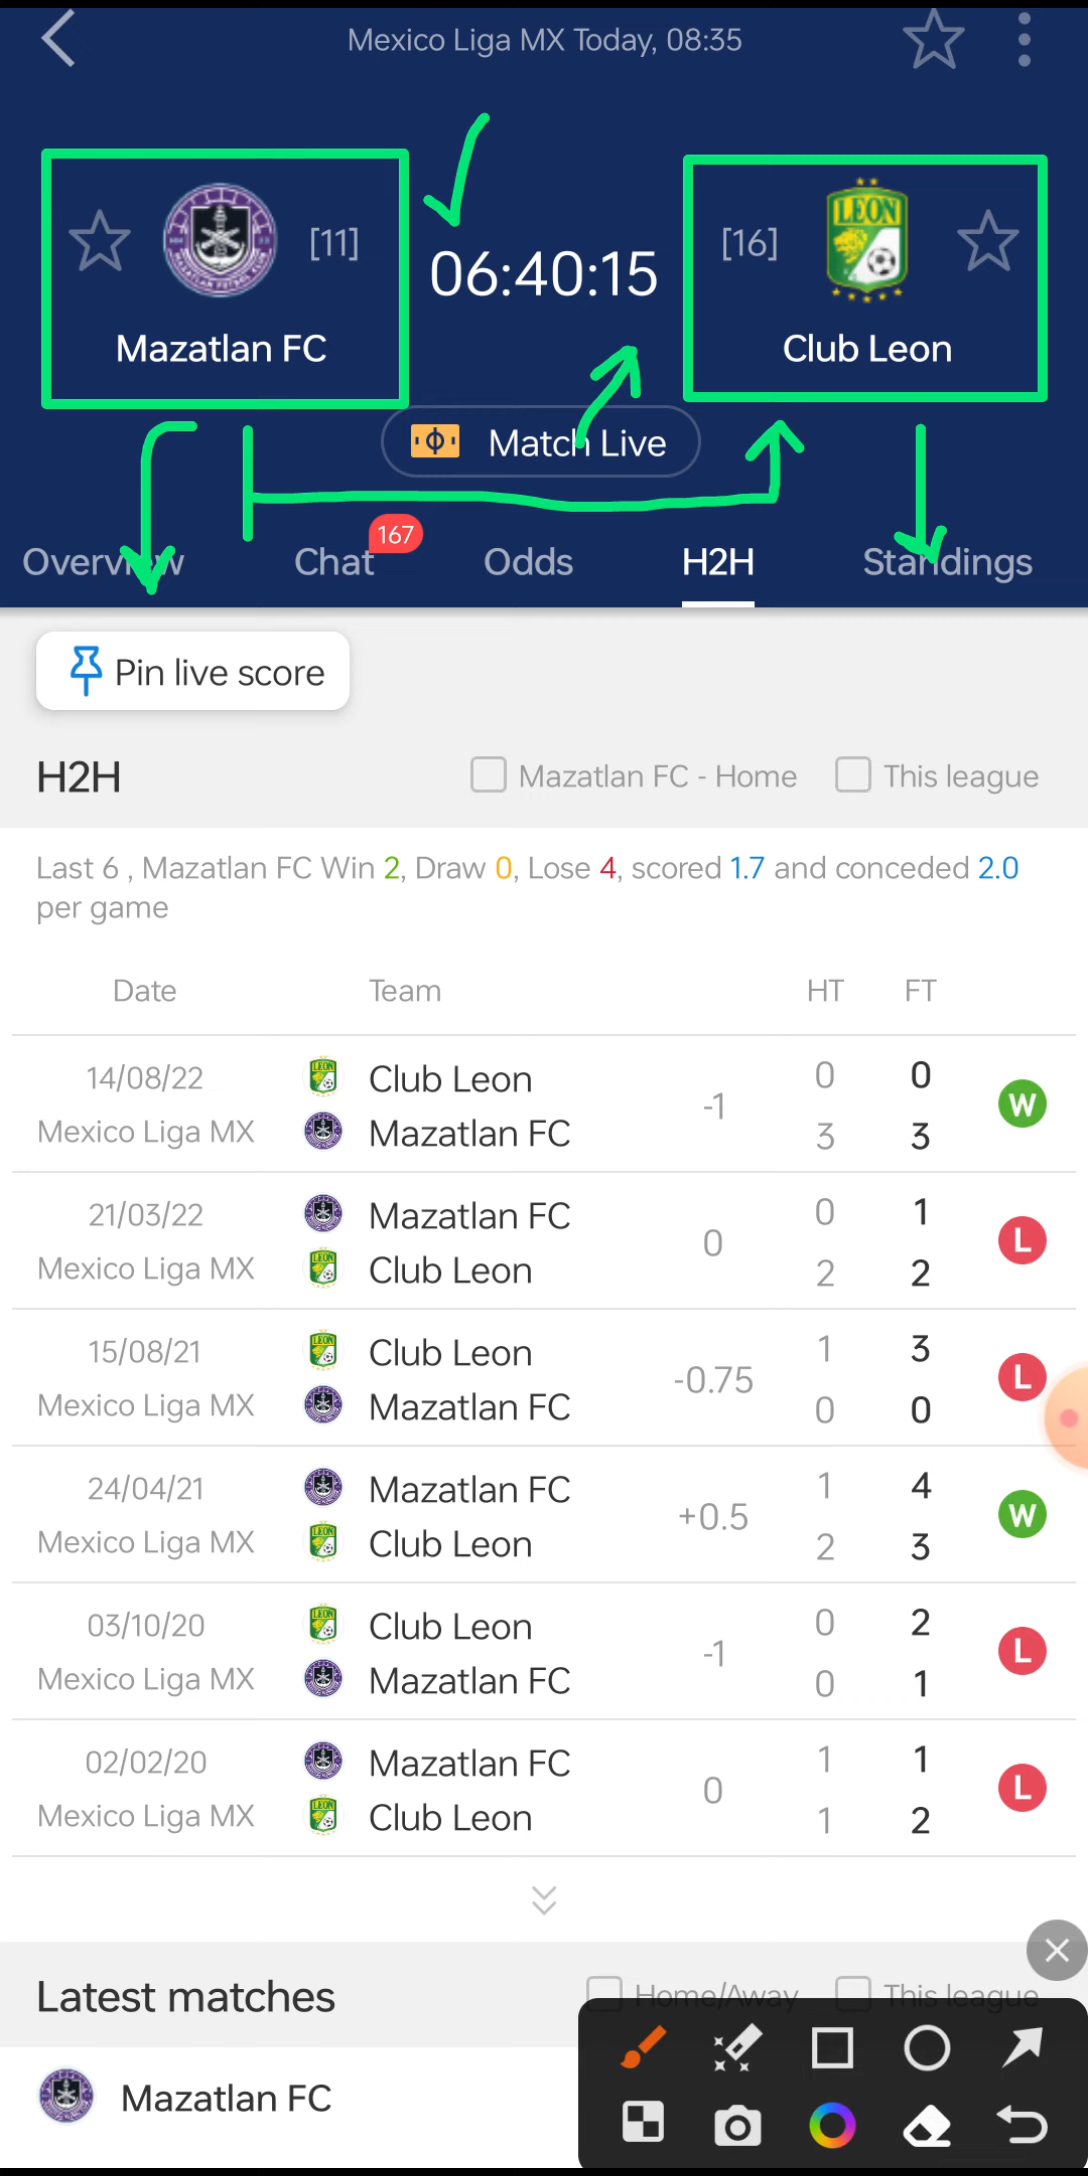 Mexico Liga MX Today, 08:35
[11]
06:40:15
[16]
LEON
Mazatlan FC
Club Leon
Match Live
167
Overview
Chat
Odds
H2H
Standings
Pin live score
H2H
Mazatlan FC - Home
This league
Last 6 , Mazatlan FC Win 2, Draw 0, Lose 4, scored 1.7 and conceded 2.0
per game
Date Team HT FT
14/08/22 Club Leon 0 0
-1 W
Mexico Liga MX Mazatlan FC 3 3
21/03/22 Mazatlan FC 0 1
0 L
Mexico Liga MX Club Leon 2 2
15/08/21 Club Leon 1 3
-0.75 L
Mexico Liga MX Mazatlan FC 0 0
24/04/21 Mazatlan FC 1 4
+0.5 W
Mexico Liga MX Club Leon 2 3
03/10/20 Club Leon 0 2
-1 L
Mexico Liga MX Mazatlan FC 0 1
02/02/20 Mazatlan FC 1 1
0 L
Mexico Liga MX Club Leon 1 2
Latest matches
Home/Away
This league
Mazatlan FC